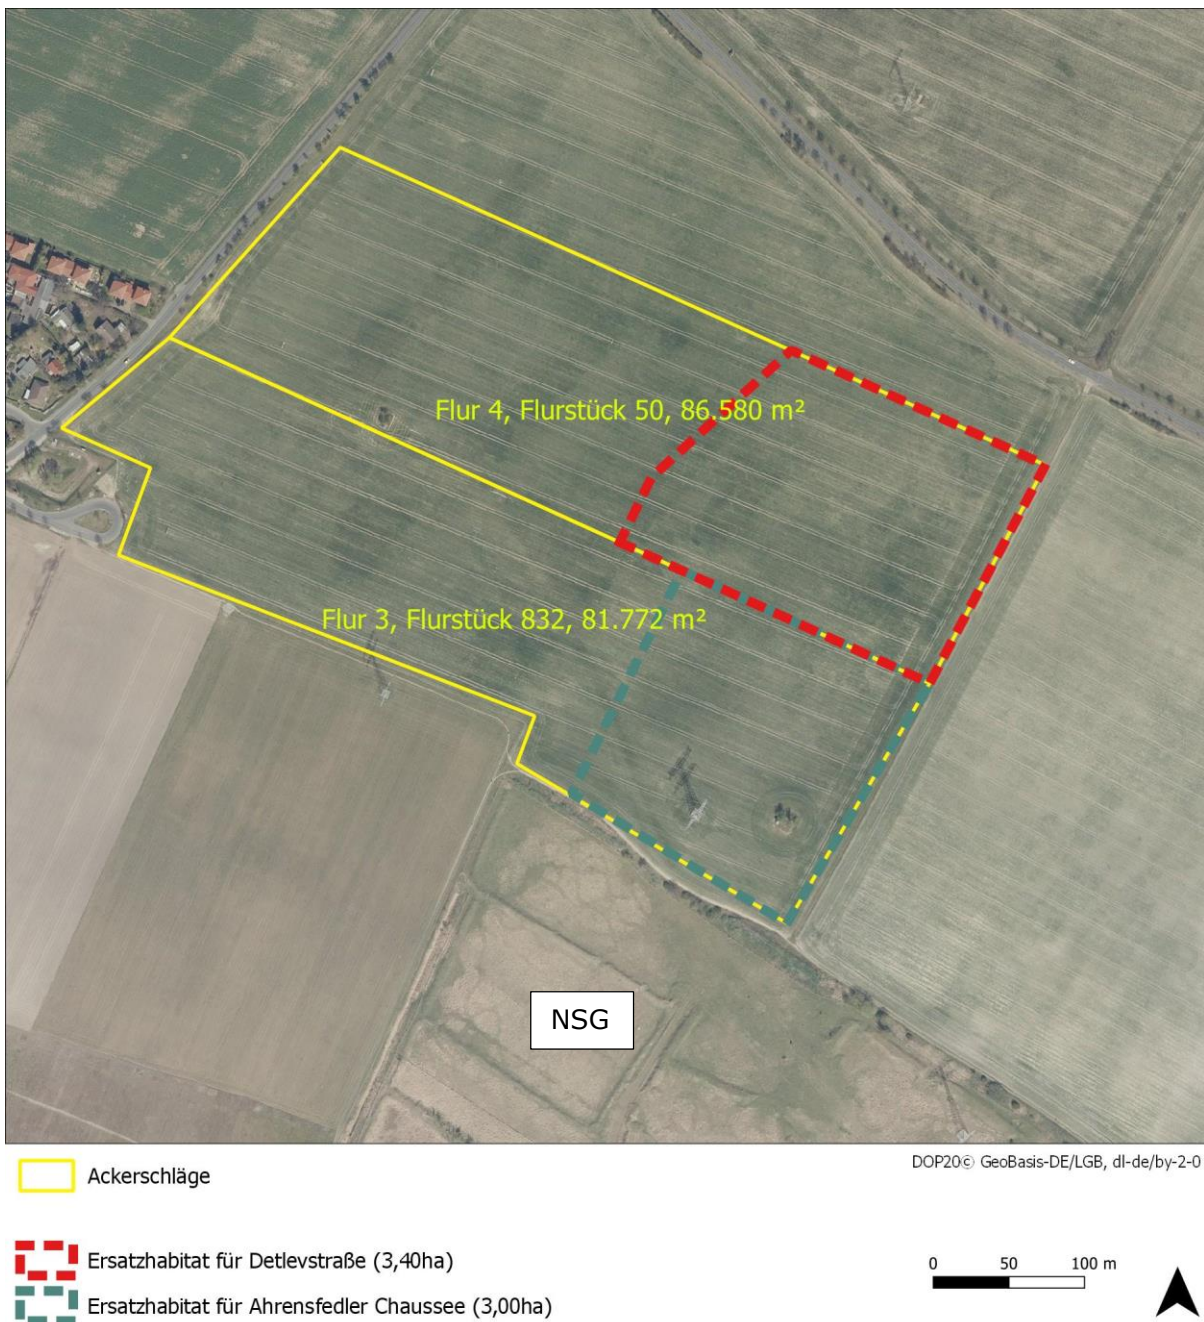 Flur 4, Flurstück 50, 86.580 m²
Flur 3, Flurstück 832, 81.772 m²
NSG
DOP20© GeoBasis-DE/LGB, dl-de/by-2-0
Ackerschläge
Ersatzhabitat für Detlevstraße (3,40ha)
Ersatzhabitat für Ahrensfedler Chaussee (3,00ha)
0 50 100 m